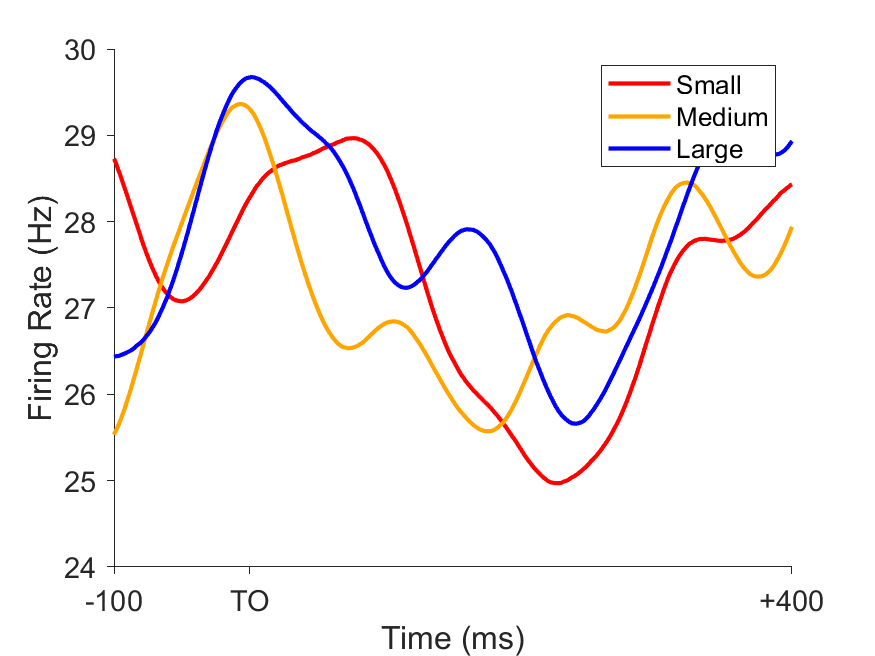 30
29
28
27
26
25
24
Firing Rate (Hz)
Small
Medium
Large
-100 TO +400
Time (ms)